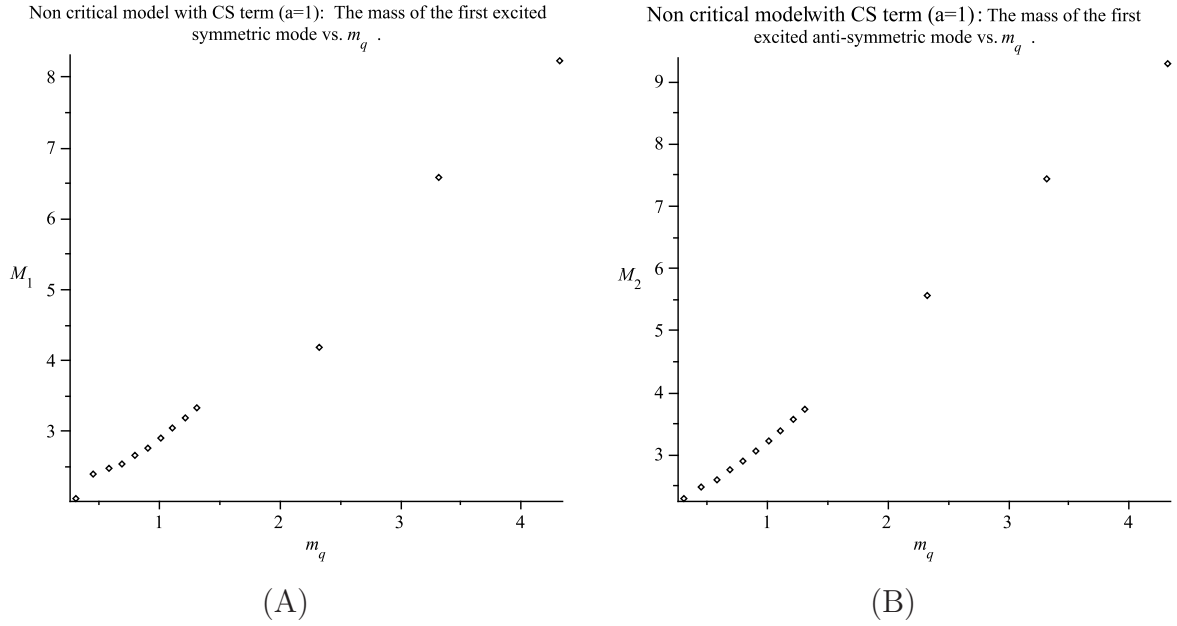 Non critical model with CS term (a=1): The mass of the first excited
symmetric mode vs. m_q .
8
7
6
5
4
3
M_1
1
2
3
4
m_q
(A)
Non critical modelwith CS term (a=1): The mass of the first
excited anti-symmetric mode vs. m_q .
9
8
7
6
5
4
3
M_2
1
2
3
4
m_q
(B)